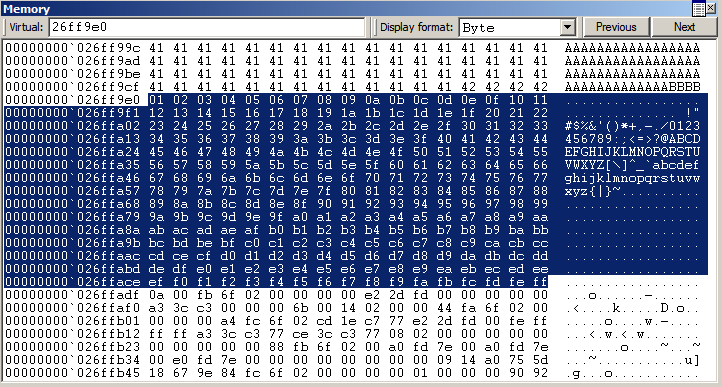 Memory
Virtual: 26ff9e0 Display format: Byte Previous Next
00000000`026ff99c 41 41 41 41 41 41 41 41 41 41 41 41 41 41 41 41 41 AAAAAAAAAAAAAAAAA
00000000`026ff9ad 41 41 41 41 41 41 41 41 41 41 41 41 41 41 41 41 41 AAAAAAAAAAAAAAAAA
00000000`026ff9be 41 41 41 41 41 41 41 41 41 41 41 41 41 41 41 41 41 AAAAAAAAAAAAAAAAA
00000000`026ff9cf 41 41 41 41 41 41 41 41 41 41 41 41 41 42 42 42 42 AAAAAAAAAAAAABBBB
00000000`026ff9e0 01 02 03 04 05 06 07 08 09 0a 0b 0c 0d 0e 0f 10 11 .................
00000000`026ff9f1 12 13 14 15 16 17 18 19 1a 1b 1c 1d 1e 1f 20 21 22 .............. !"
00000000`026ffa02 23 24 25 26 27 28 29 2a 2b 2c 2d 2e 2f 30 31 32 33 #$%&'()*+,-./0123
00000000`026ffa13 34 35 36 37 38 39 3a 3b 3c 3d 3e 3f 40 41 42 43 44 456789:;<=>?@ABCD
00000000`026ffa24 45 46 47 48 49 4a 4b 4c 4d 4e 4f 50 51 52 53 54 55 EFGHIJKLMNOPQRSTU
00000000`026ffa35 56 57 58 59 5a 5b 5c 5d 5e 5f 60 61 62 63 64 65 66 VWXYZ[\]^_`abcdef
00000000`026ffa46 67 68 69 6a 6b 6c 6d 6e 6f 70 71 72 73 74 75 76 77 ghijklmnopqrstuvw
00000000`026ffa57 78 79 7a 7b 7c 7d 7e 7f 80 81 82 83 84 85 86 87 88 xyz{|}~..........
00000000`026ffa68 89 8a 8b 8c 8d 8e 8f 90 91 92 93 94 95 96 97 98 99 .................
00000000`026ffa79 9a 9b 9c 9d 9e 9f a0 a1 a2 a3 a4 a5 a6 a7 a8 a9 aa .................
00000000`026ffa8a ab ac ad ae af b0 b1 b2 b3 b4 b5 b6 b7 b8 b9 ba bb .................
00000000`026ffa9b bc bd be bf c0 c1 c2 c3 c4 c5 c6 c7 c8 c9 ca cb cc .................
00000000`026ffaac cd ce cf d0 d1 d2 d3 d4 d5 d6 d7 d8 d9 da db dc dd .................
00000000`026ffabd de df e0 e1 e2 e3 e4 e5 e6 e7 e8 e9 ea eb ec ed ee .................
00000000`026fface ef f0 f1 f2 f3 f4 f5 f6 f7 f8 f9 fa fb fc fd fe ff .................
00000000`026ffadf 0a 00 fb 6f 02 00 00 00 00 e2 2d fd 00 00 00 00 00 ...o......-......
00000000`026ffaf0 a3 3c c3 00 00 00 6b 00 14 02 00 00 44 fa 6f 02 00 .<....k.....D.o..
00000000`026ffb01 00 00 00 a4 fc 6f 02 cd 1e c7 77 e2 2d fd 00 fe ff .....o....w.-....
00000000`026ffb12 ff ff a3 3c c3 77 ce 3c c3 77 08 02 00 00 00 00 00 ...<.w.<.w.......
00000000`026ffb23 00 00 00 00 00 88 fb 6f 02 00 a0 fd 7e 00 a0 fd 7e .......o....~...~
00000000`026ffb34 00 e0 fd 7e 00 00 00 00 00 00 00 00 09 14 a0 75 5d ...~...........u]
00000000`026ffb45 18 67 9e 84 fc 6f 02 00 00 00 00 01 00 00 00 90 92 .g...o...........